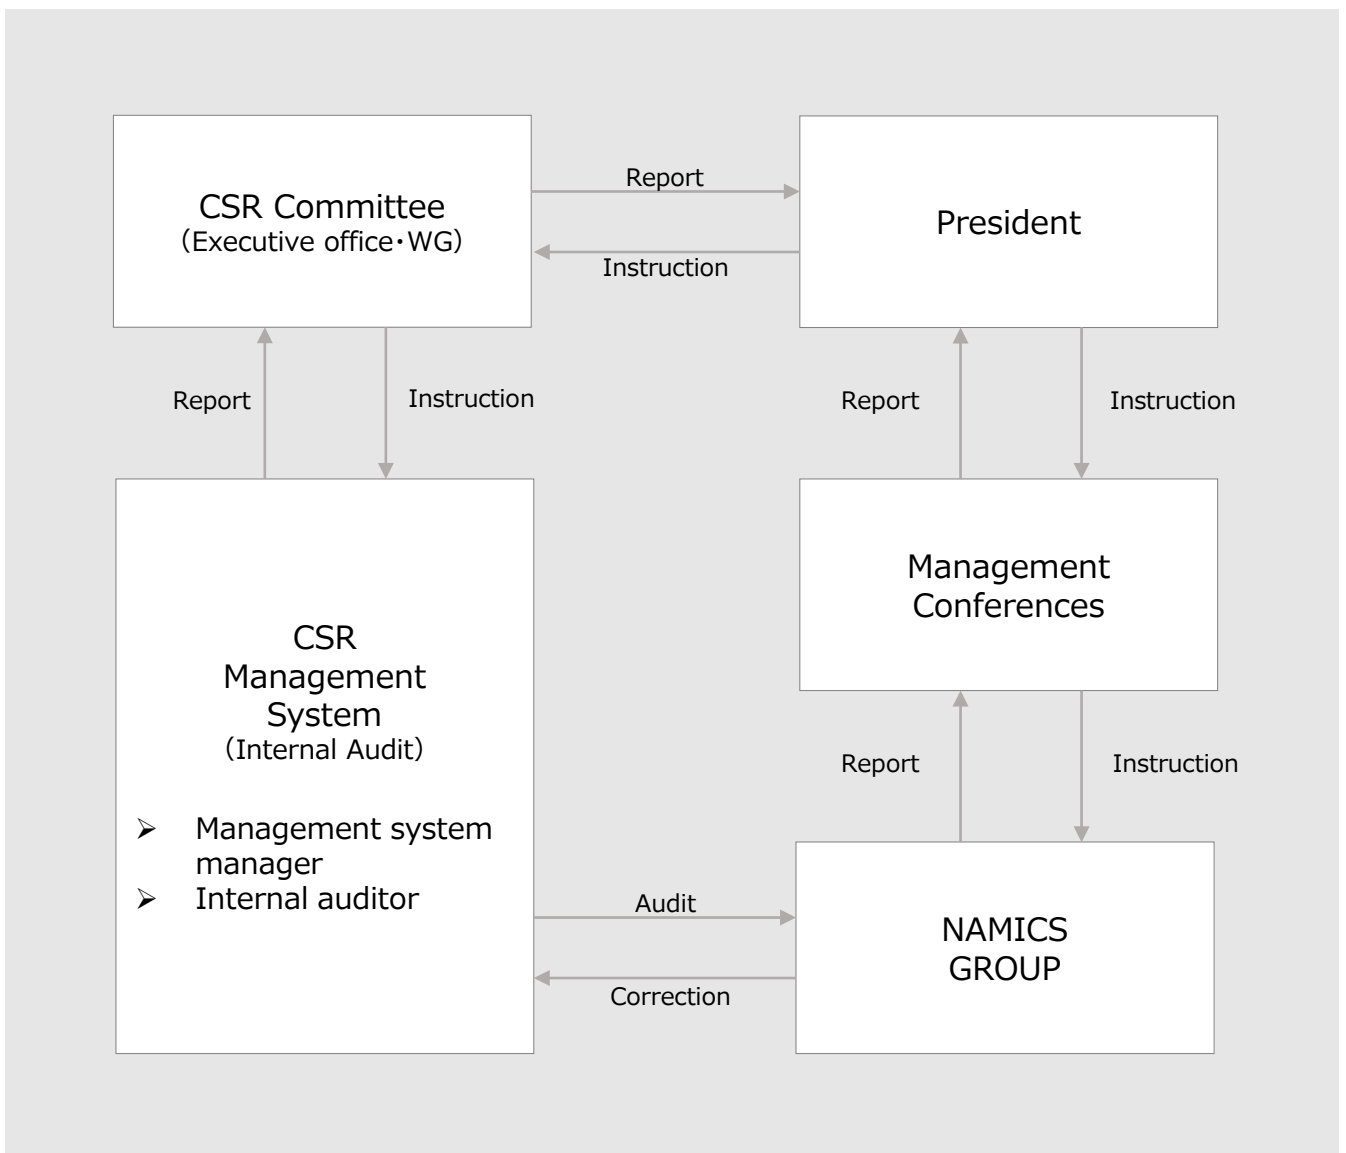 CSR Committee
（Executive office・WG）
Report
Instruction
President
Report
Instruction
Report
Instruction
CSR
Management
System
（Internal Audit）
➢ Management system
manager
➢ Internal auditor
Management
Conferences
Report
Instruction
Audit
Correction
NAMICS
GROUP